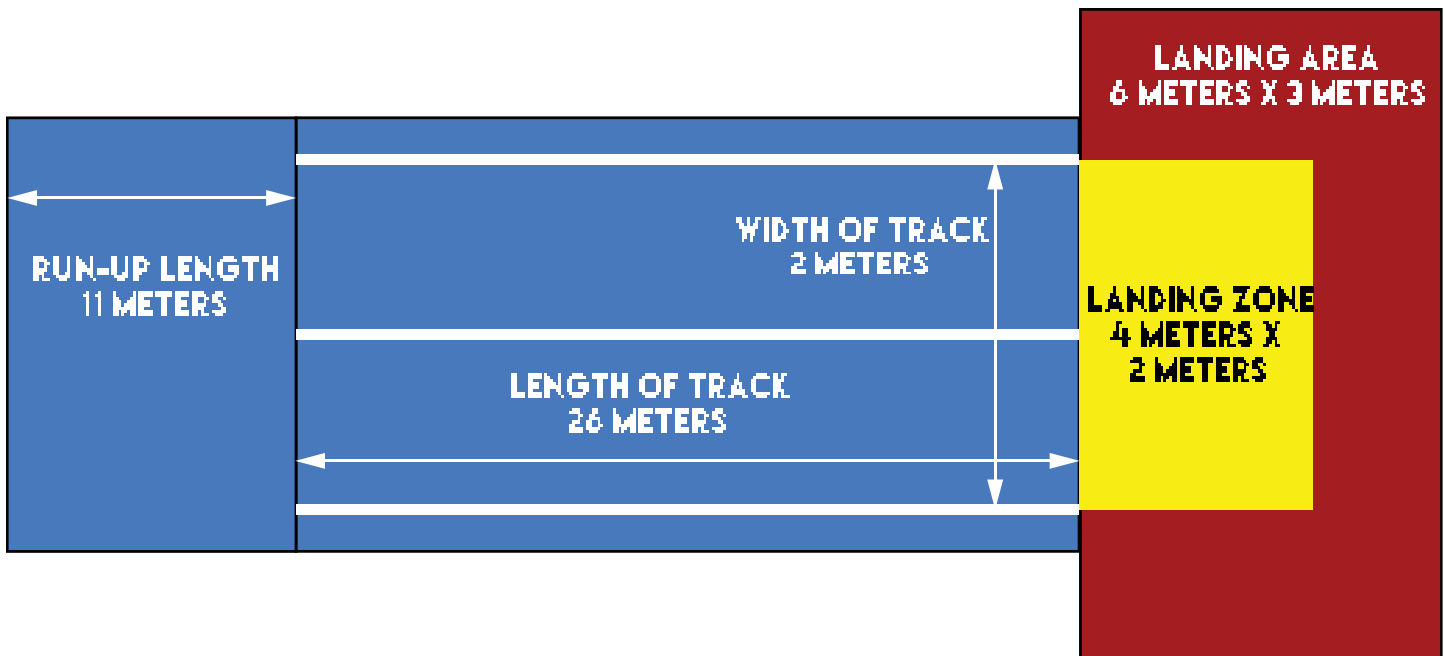 LANDING AREA
6 METERS X 3 METERS
WIDTH OF TRACK
2 METERS
RUN-UP LENGTH
11 METERS
LANDING ZONE
4 METERS X
2 METERS
LENGTH OF TRACK
26 METERS